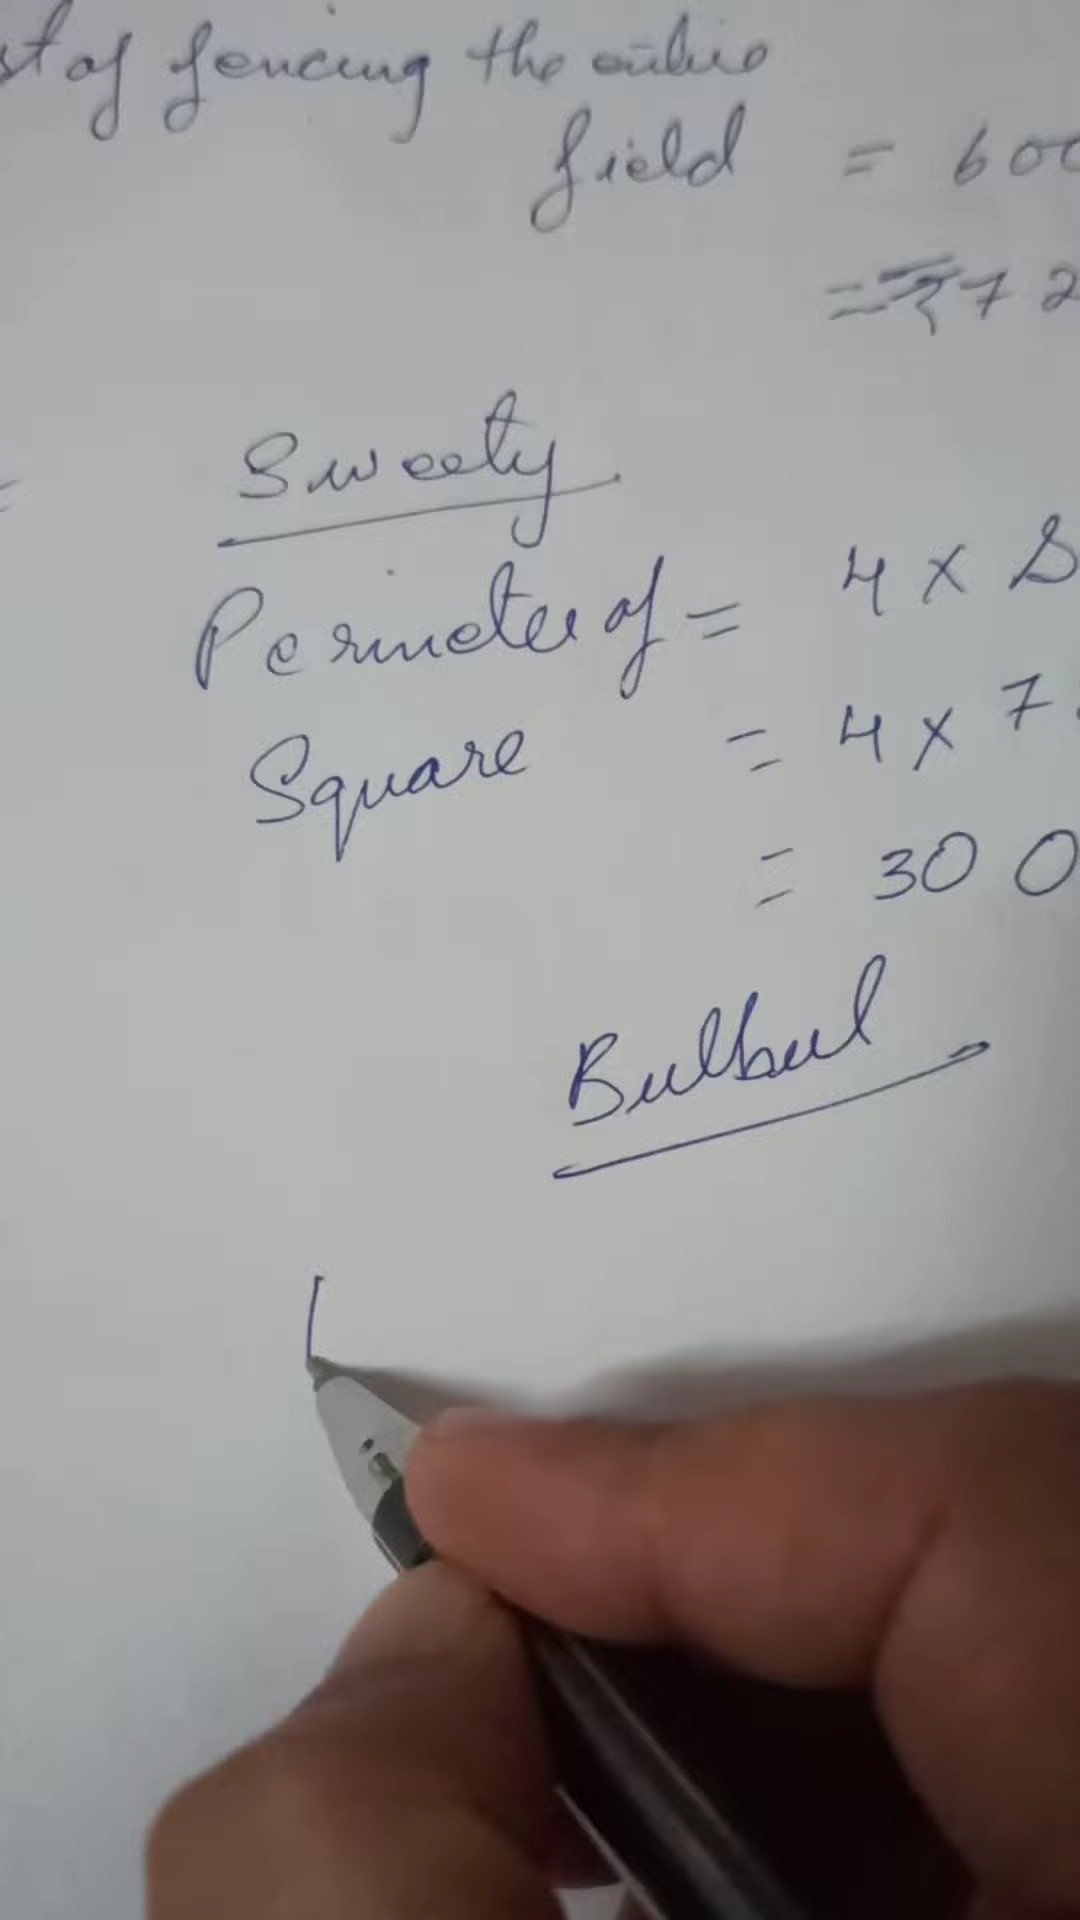 of fencing the entire
field = 600
= ₹72
=
Sweety
Perimeter of = 4 × S
Square = 4 × 7
= 300
Bulbul